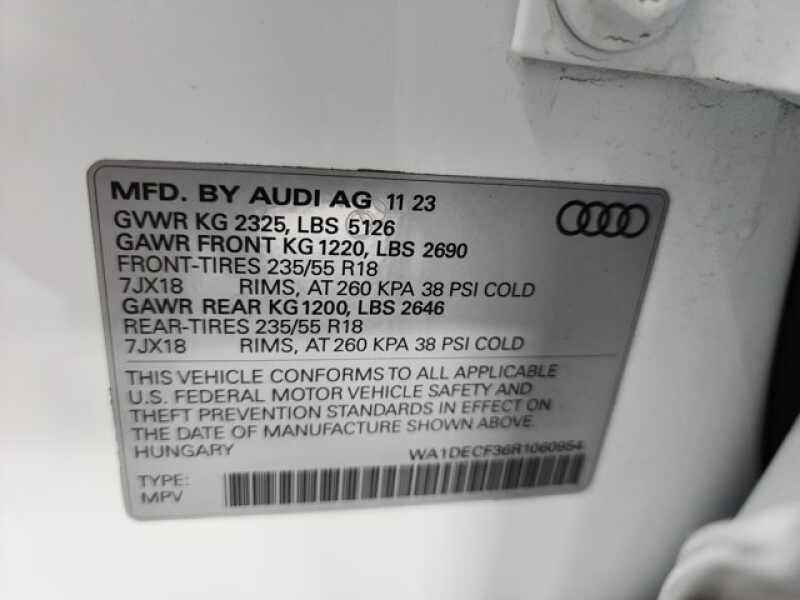 MFD. BY AUDI AG 11 23
GVWR KG 2325, LBS 5126
GAWR FRONT KG 1220, LBS 2690
FRONT-TIRES 235/55 R18
7JX18 RIMS, AT 260 KPA 38 PSI COLD
GAWR REAR KG 1200, LBS 2646
REAR-TIRES 235/55 R18
7JX18 RIMS, AT 260 KPA 38 PSI COLD
THIS VEHICLE CONFORMS TO ALL APPLICABLE
U.S. FEDERAL MOTOR VEHICLE SAFETY AND
THEFT PREVENTION STANDARDS IN EFFECT ON
THE DATE OF MANUFACTURE SHOWN ABOVE.
HUNGARY WA1DECF36R1060954
TYPE:
MPV